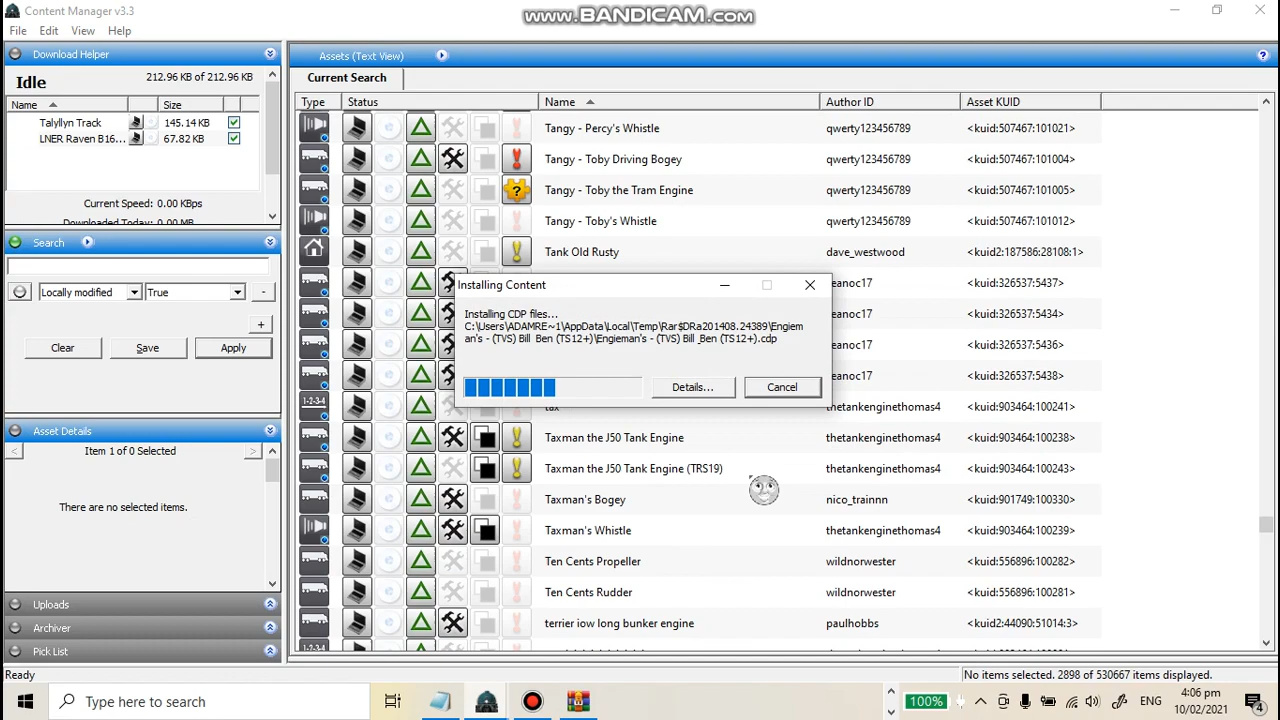 Content Manager v3.3
www.BANDICAM.com
File Edit View Help
Download Helper
Idle 212.96 KB of 212.96 KB
Name Size
Talyllyn Track 145.14 KB
LNER Raven B16... 67.82 KB
Current Speed: 0.00 KBps
Downloaded Today: 0.00 MB
Search
Locally modified True -
+
Clear Save Apply
Asset Details
< Item 1 of 0 Selected >
There are no selected items.
Uploads
Archiver
Pick List
Assets (Text View)
Current Search
Type Status Name Author ID Asset KUID
Tangy - Percy's Whistle qwerty123456789 <kuid:507467:101021>
Tangy - Toby Driving Bogey qwerty123456789 <kuid:507467:101004>
Tangy - Toby the Tram Engine qwerty123456789 <kuid:507467:101005>
Tangy - Toby's Whistle qwerty123456789 <kuid:507467:101012>
Tank Old Rusty dave_westwood <kuid2:187586:28108:1>
eanoc17 <kuid:326537:5437>
eanoc17 <kuid:326537:5434>
eanoc17 <kuid:326537:5436>
eanoc17 <kuid:326537:5438>
Installing Content
Installing CDP files...
C:\Users\ADAMRE~1\AppData\Local\Temp\Rar$DRa201408.24389\Engiem
an's - (TVS) Bill Ben (TS12+)\Engieman's - (TVS) Bill_Ben (TS12+).cdp
Details... Cancel
1-2-3-4 tax thetankenginethomas4 <kuid:903464:100241>
Taxman the J50 Tank Engine thetankenginethomas4 <kuid:903464:100238>
Taxman the J50 Tank Engine (TRS19) thetankenginethomas4 <kuid:903464:100243>
Taxman's Bogey nico_trainnn <kuid:901749:100330>
Taxman's Whistle thetankenginethomas4 <kuid:903464:100239>
Ten Cents Propeller wildnorwester <kuid:556896:100282>
Ten Cents Rudder wildnorwester <kuid:556896:100281>
terrier iow long bunker engine paulhobbs <kuid2:44090:51014:3>
1-2-3-4
Ready No items selected. 2898 of 530667 items displayed.
Type here to search 100% ENG 4:06 pm
10/02/2021 4